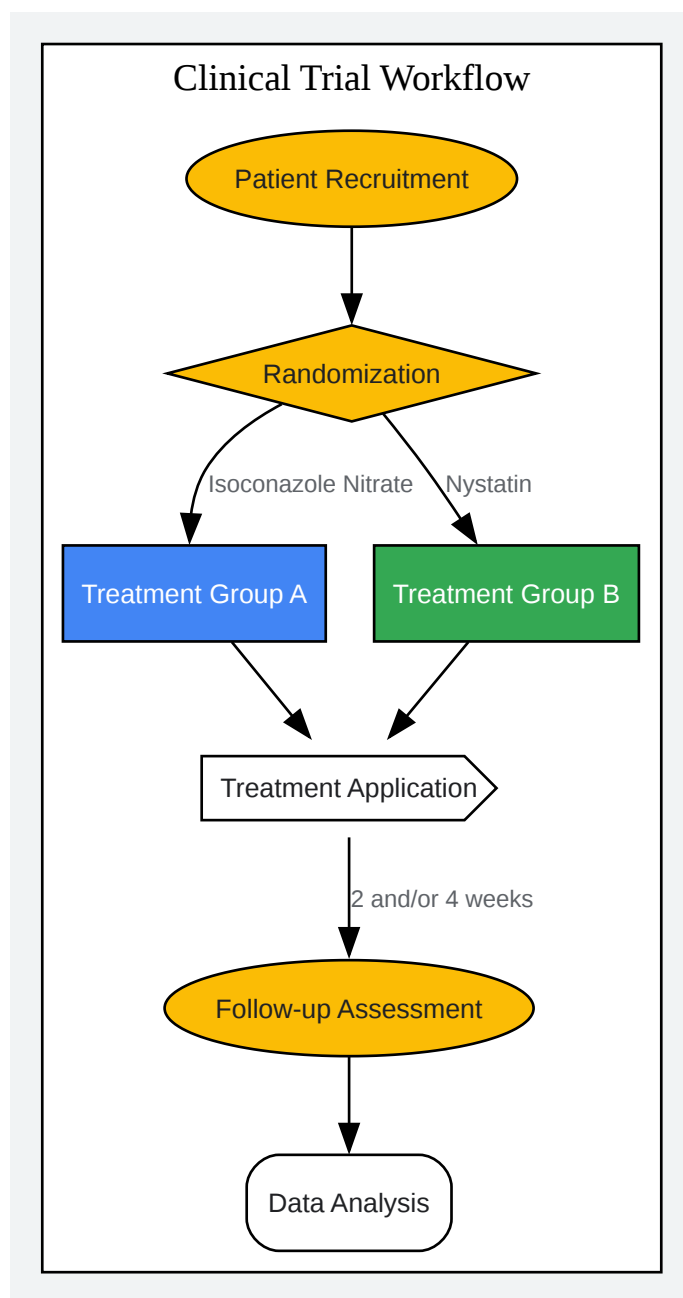 Clinical Trial Workflow
Patient Recruitment
Randomization
Isoconazole Nitrate
Nystatin
Treatment Group A
Treatment Group B
Treatment Application
2 and/or 4 weeks
Follow-up Assessment
Data Analysis